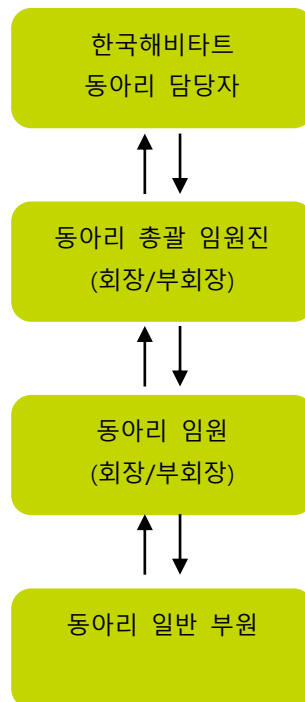 한국해비타트
동아리 담당자
동아리 총괄 임원진
(회장/부회장)
동아리 임원
(회장/부회장)
동아리 일반 부원